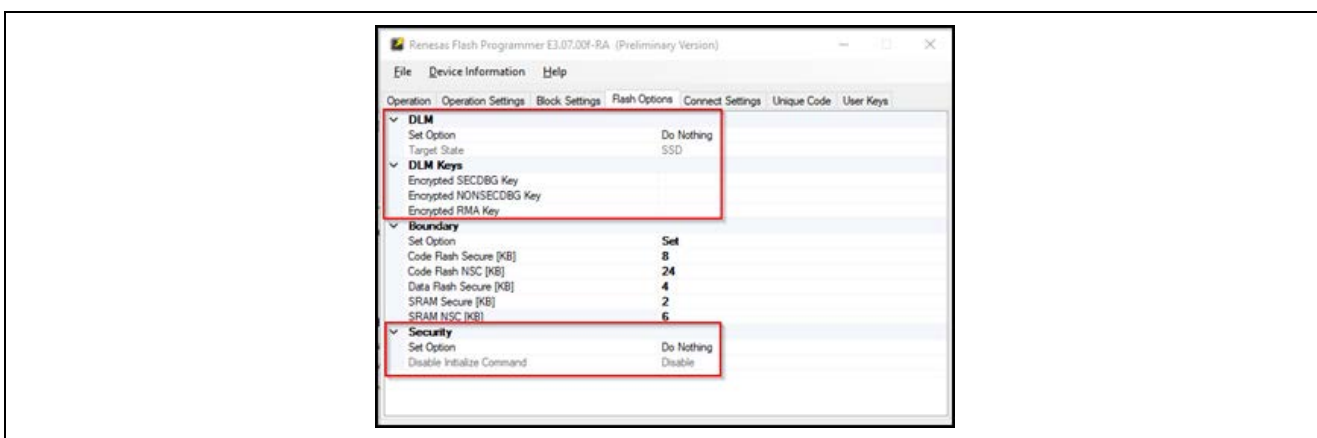 Renesas Flash Programmer E3.07.00f-RA (Preliminary Version)
File Device Information Help
Operation Operation Settings Block Settings Flash Options Connect Settings Unique Code User Keys
DLM
Set Option Do Nothing
Target State SSD
DLM Keys
Encrypted SECDBG Key
Encrypted NONSECDBG Key
Encrypted RMA Key
Boundary
Set Option Set
Code Flash Secure [KB] 8
Code Flash NSC [KB] 24
Data Flash Secure [KB] 4
SRAM Secure [KB] 2
SRAM NSC [KB] 6
Security
Set Option Do Nothing
Disable Initialize Command Disable